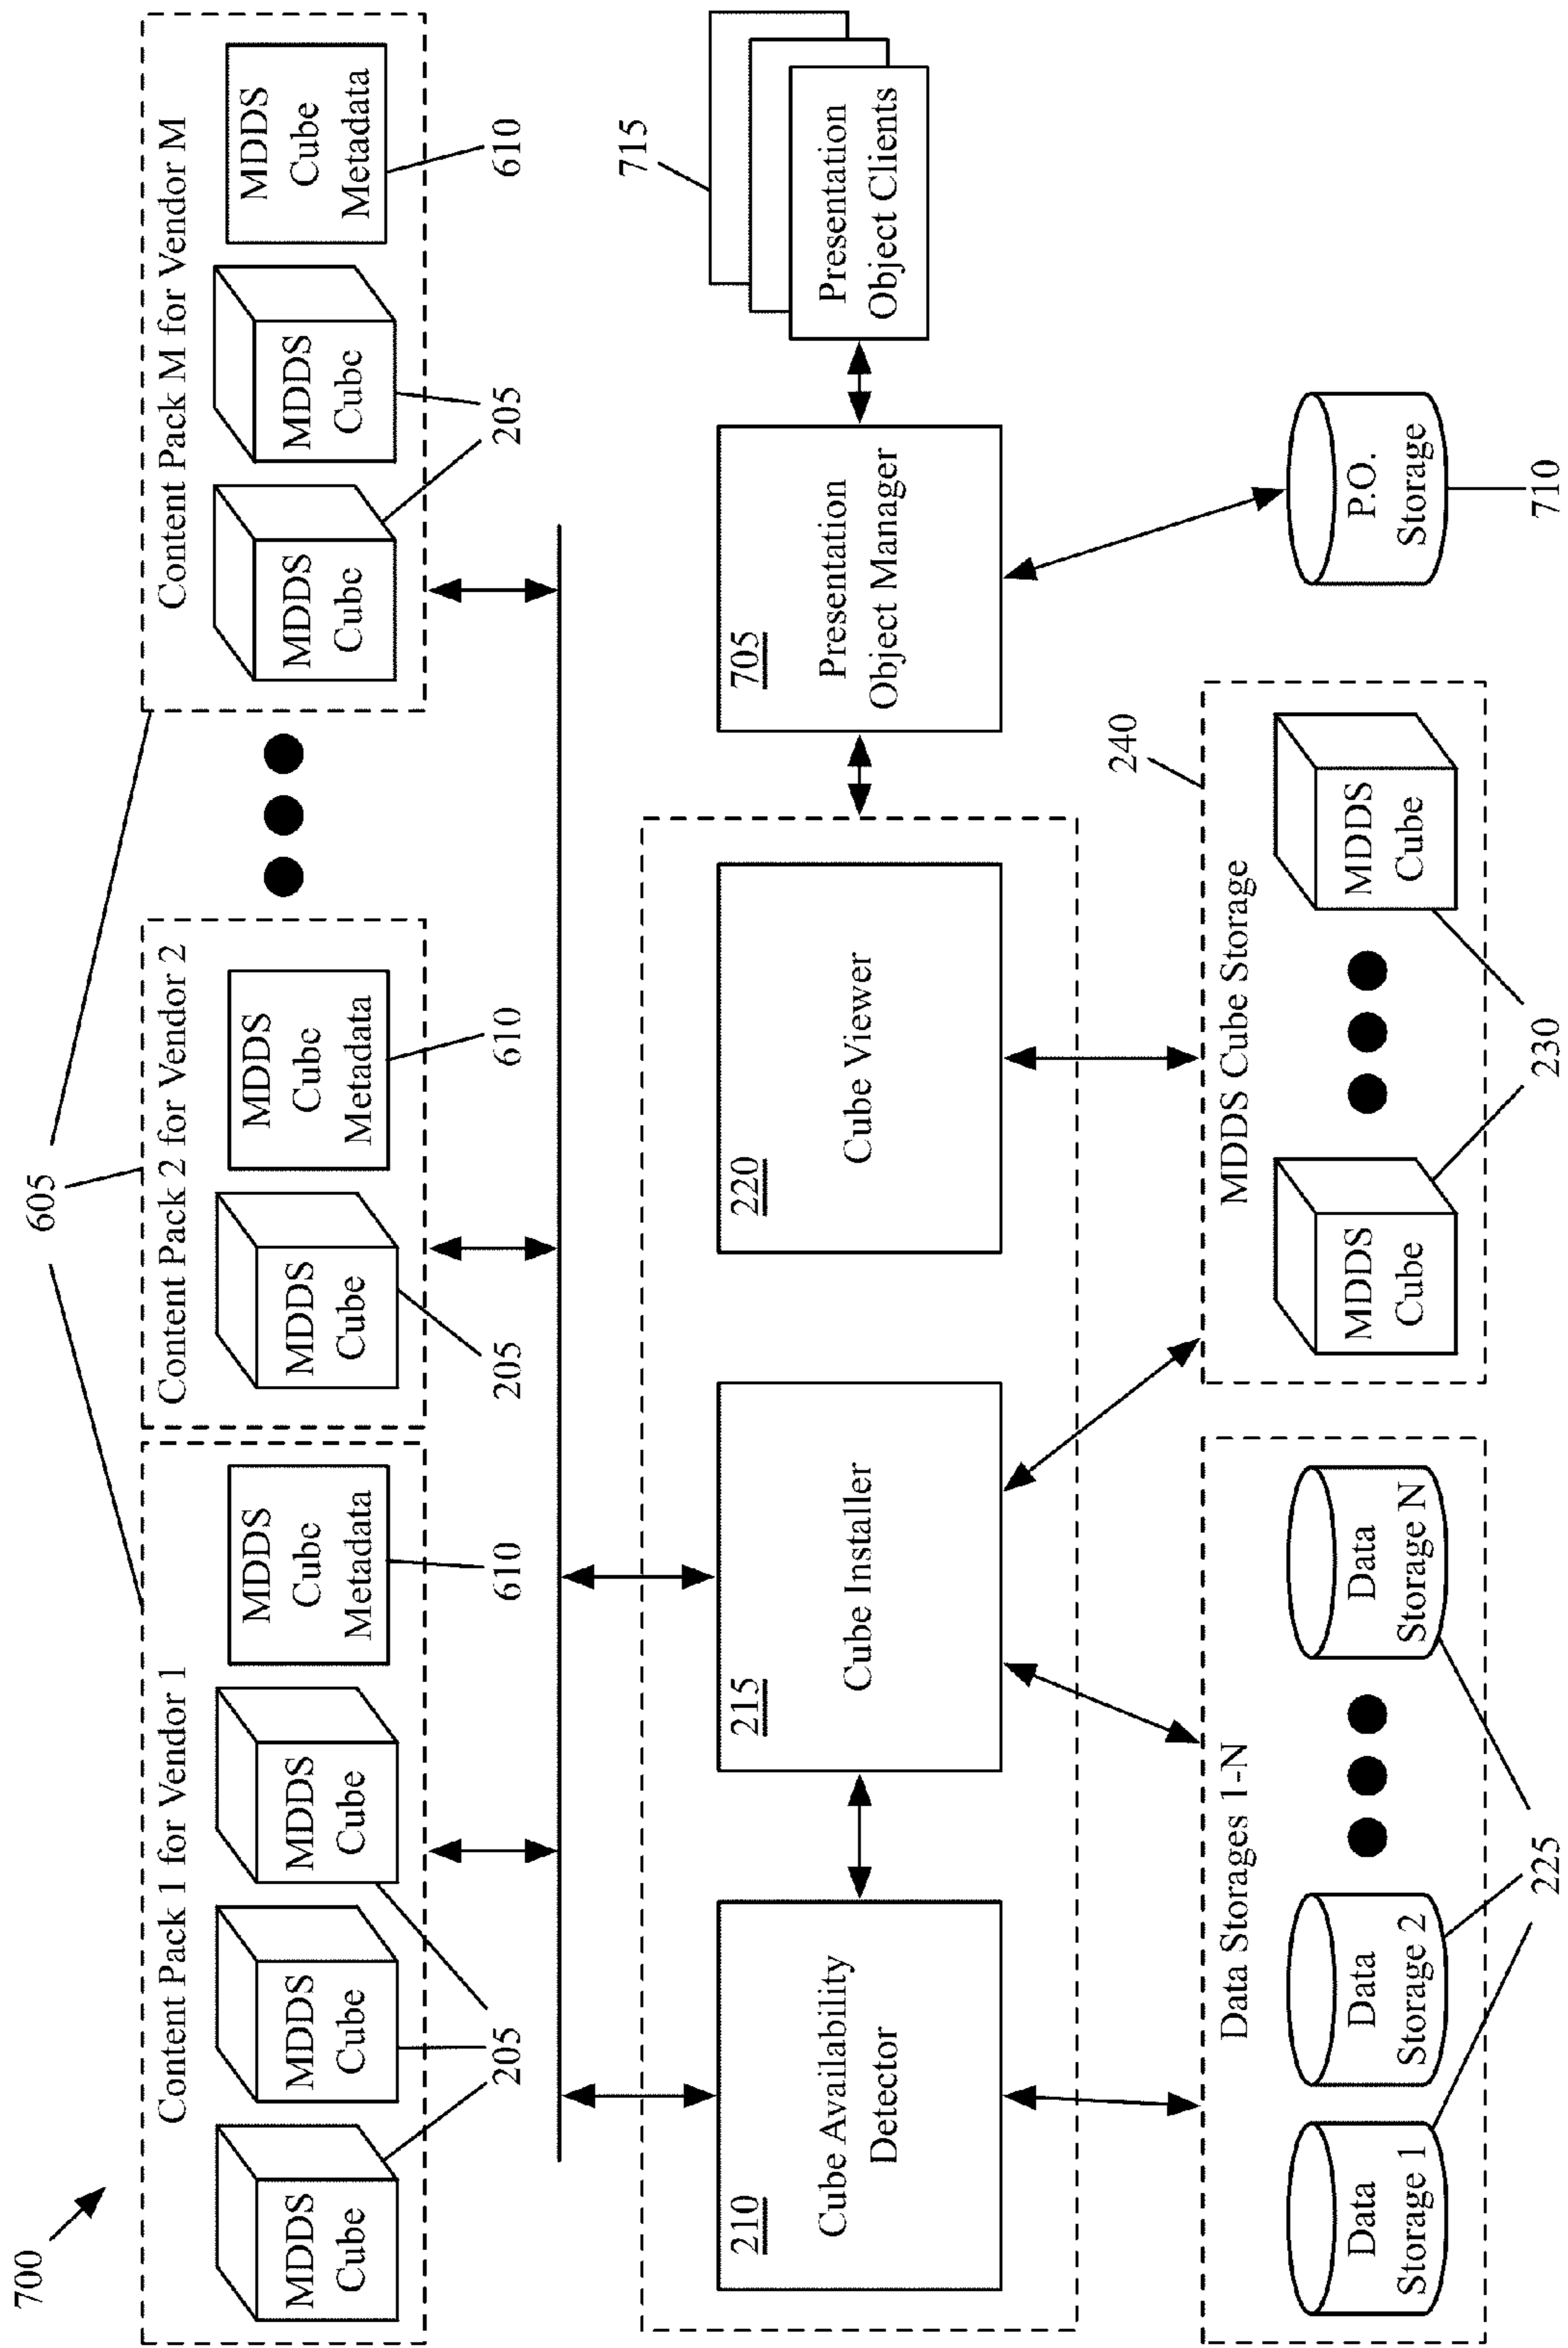 700
605
Content Pack 1 for Vendor 1
MDDS
Cube
MDDS
Cube
MDDS
Cube
MDDS
Cube
Metadata
205
610
Content Pack 2 for Vendor 2
MDDS
Cube
MDDS
Cube
Metadata
205
610
Content Pack M for Vendor M
MDDS
Cube
MDDS
Cube
MDDS
Cube
Metadata
205
610
210
Cube Availability
Detector
215
Cube Installer
220
Cube Viewer
705
Presentation
Object Manager
715
Presentation
Object Clients
Data Storages 1-N
Data
Storage 1
Data
Storage 2
Data
Storage N
225
240
MDDS Cube Storage
MDDS
Cube
MDDS
Cube
230
P.O.
Storage
710